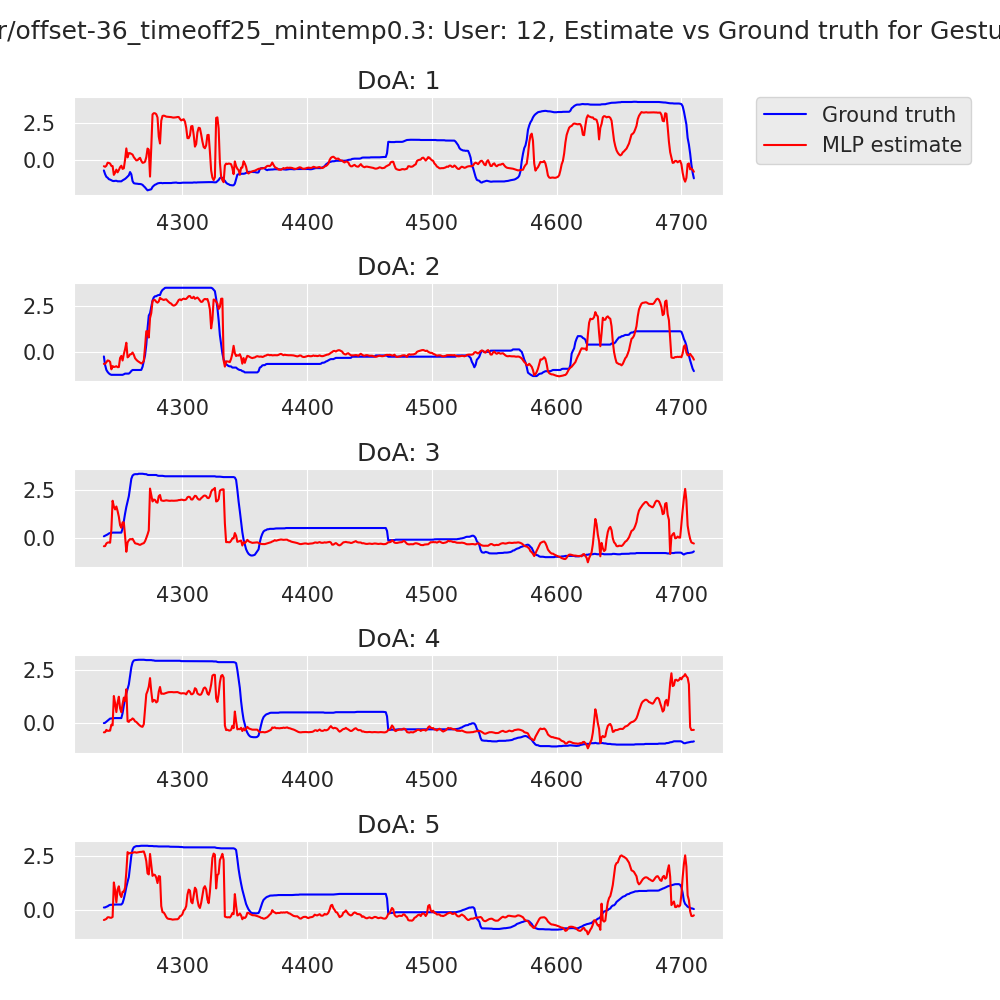 r/offset-36_timeoff25_mintemp0.3: User: 12, Estimate vs Ground truth for Gestu
DoA: 1
Ground truth
MLP estimate
2.5
0.0
4300 4400 4500 4600 4700
DoA: 2
2.5
0.0
4300 4400 4500 4600 4700
DoA: 3
2.5
0.0
4300 4400 4500 4600 4700
DoA: 4
2.5
0.0
4300 4400 4500 4600 4700
DoA: 5
2.5
0.0
4300 4400 4500 4600 4700